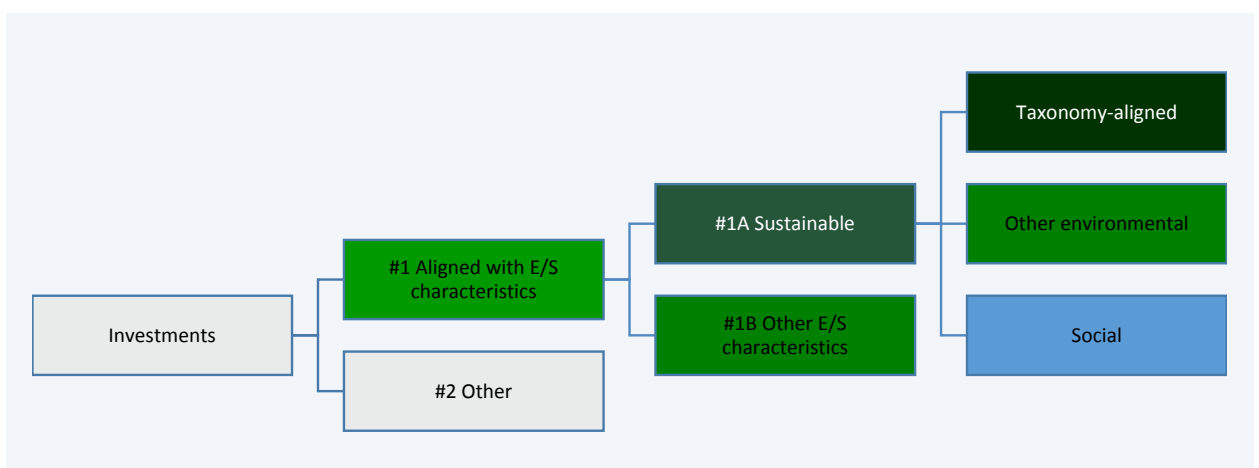 Investments
#1 Aligned with E/S
characteristics
#2 Other
#1A Sustainable
#1B Other E/S
characteristics
Taxonomy-aligned
Other environmental
Social